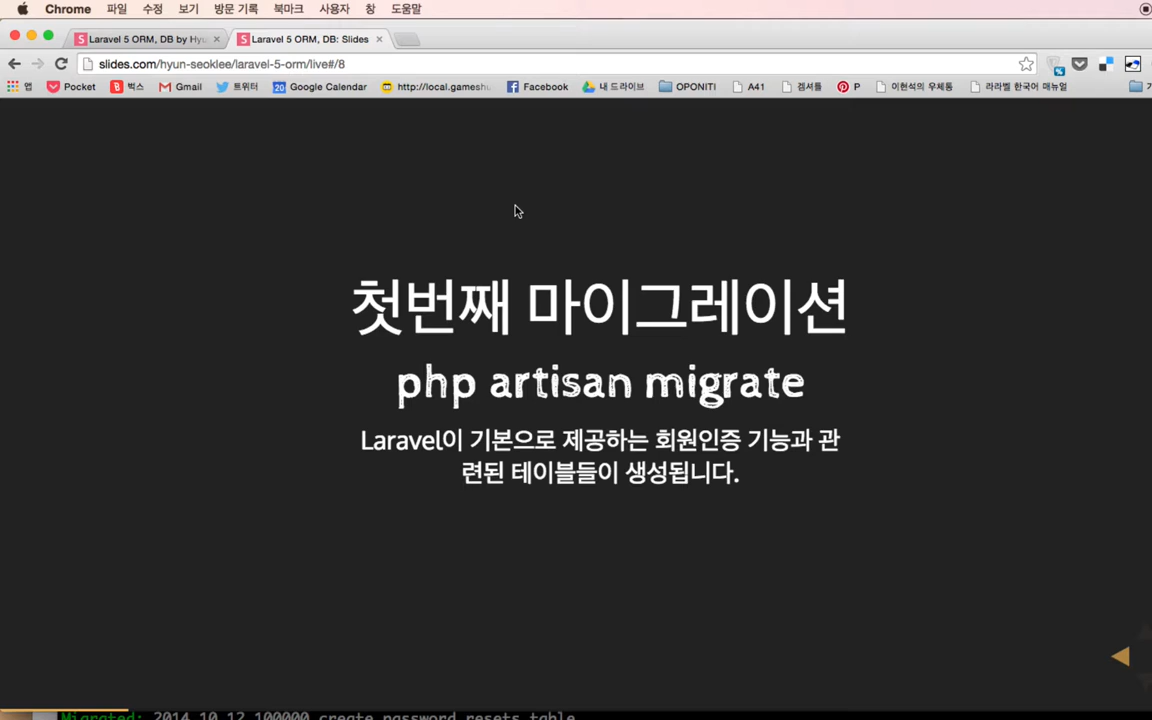 Chrome 파일 수정 보기 방문 기록 북마크 사용자 창 도움말
Laravel 5 ORM, DB by Hyu Laravel 5 ORM, DB: Slides
slides.com/hyun-seoklee/laravel-5-orm/live#/8
앱 Pocket 벅스 Gmail 트위터 20 Google Calendar http://local.gameshu Facebook 내 드라이브 OPONITI A41 겜셔틀 P 이현석의 우체통 라라벨 한국어 매뉴얼
첫번째 마이그레이션
php artisan migrate
Laravel이 기본으로 제공하는 회원인증 기능과 관
련된 테이블들이 생성됩니다.
Migrated: 2014_10_12_100000_create_password_resets_table